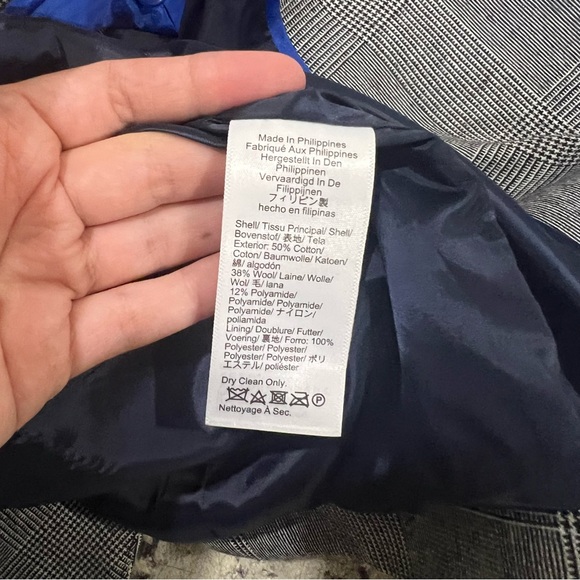 Made In Philippines
Fabriqué Aux Philippines
Hergestellt In Den
Philippinen
Vervaardigd In De
Filippijnen
フィリピン製
hecho en filipinas
Shell/ Tissu Principal/ Shell/
Bovenstof/ 表地/ Tela
Exterior: 50% Cotton/
Coton/ Baumwolle/ Katoen/
綿/ algodón
38% Wool/ Laine/ Wolle/
Wol/ 毛/ lana
12% Polyamide/
Polyamide/ Polyamide/
Polyamide/ ナイロン/
poliamida
Lining/ Doublure/ Futter/
Voering/ 裏地/ Forro: 100%
Polyester/ Polyester/
Polyester/ Polyester/ ポリ
エステル/ poliéster
Dry Clean Only.
P
Nettoyage À Sec.